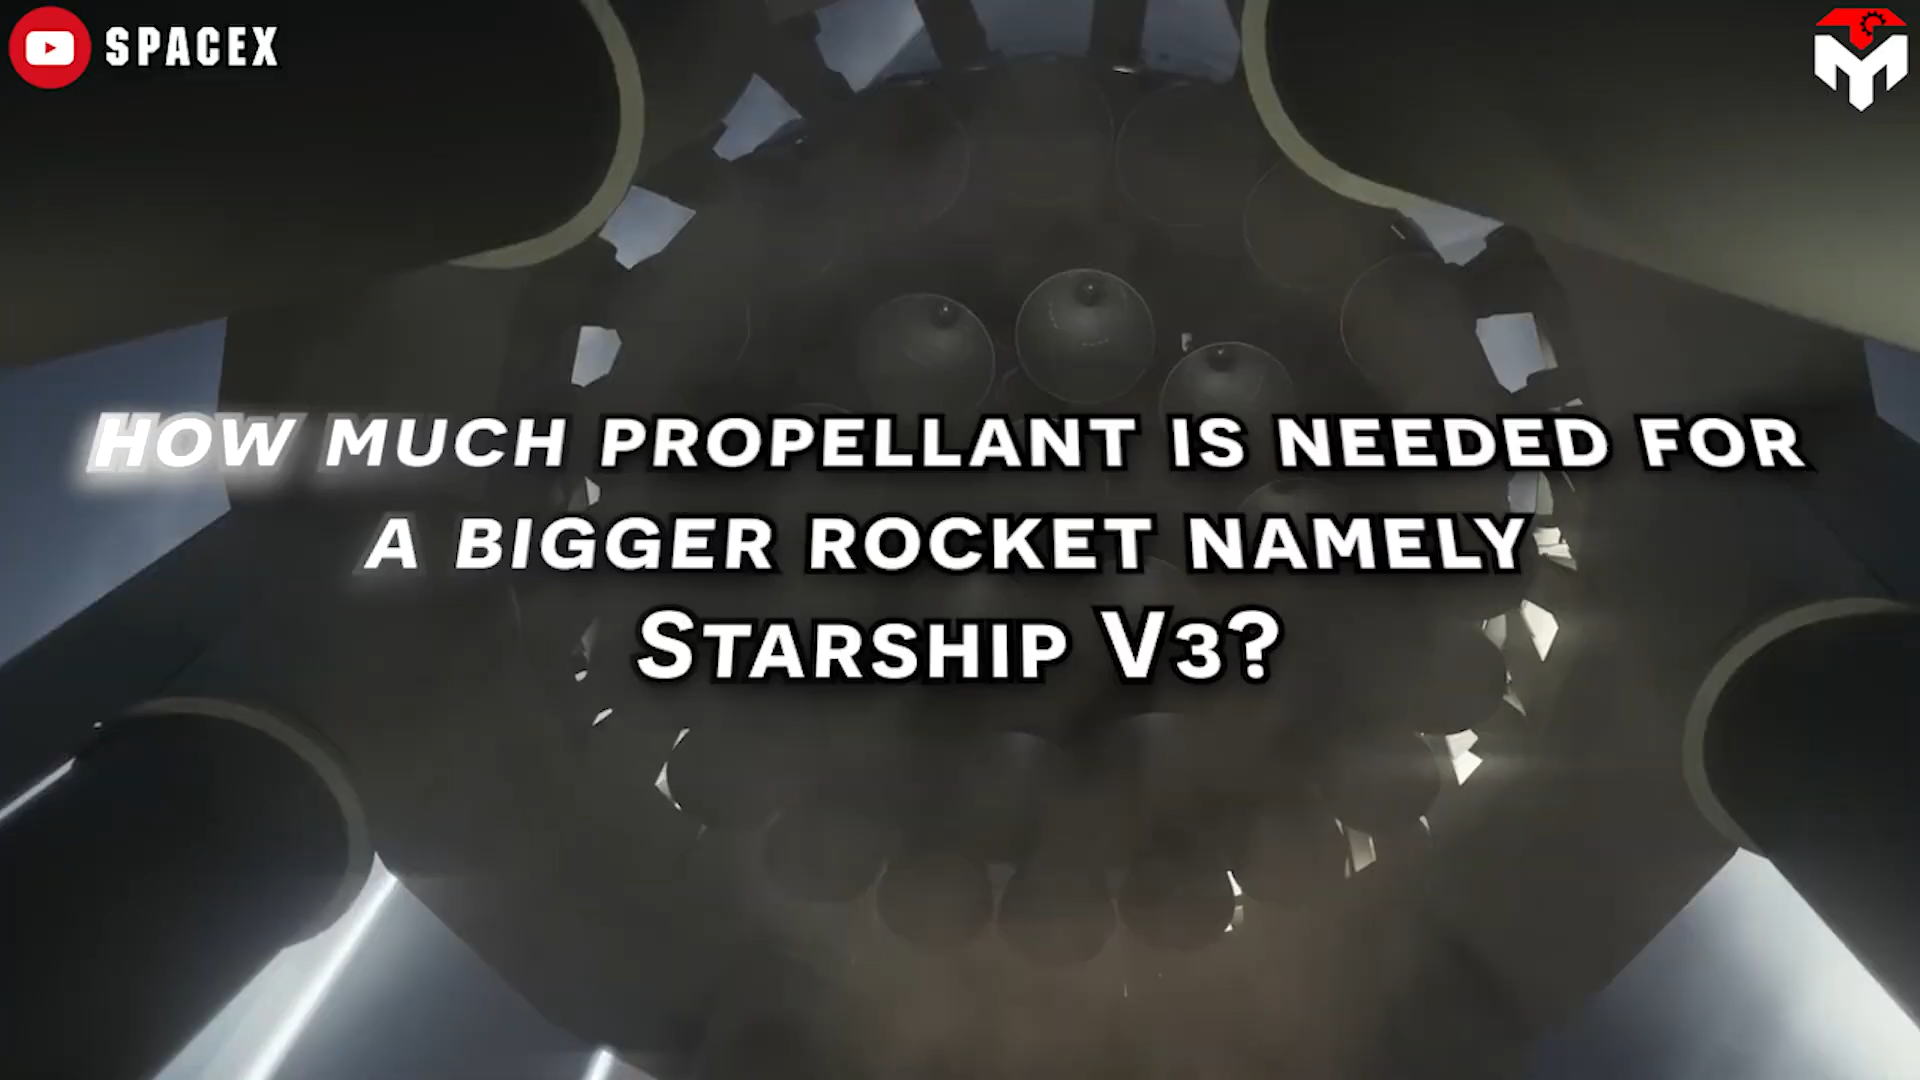 SPACEX
HOW MUCH PROPELLANT IS NEEDED FOR
A BIGGER ROCKET NAMELY
STARSHIP V3?